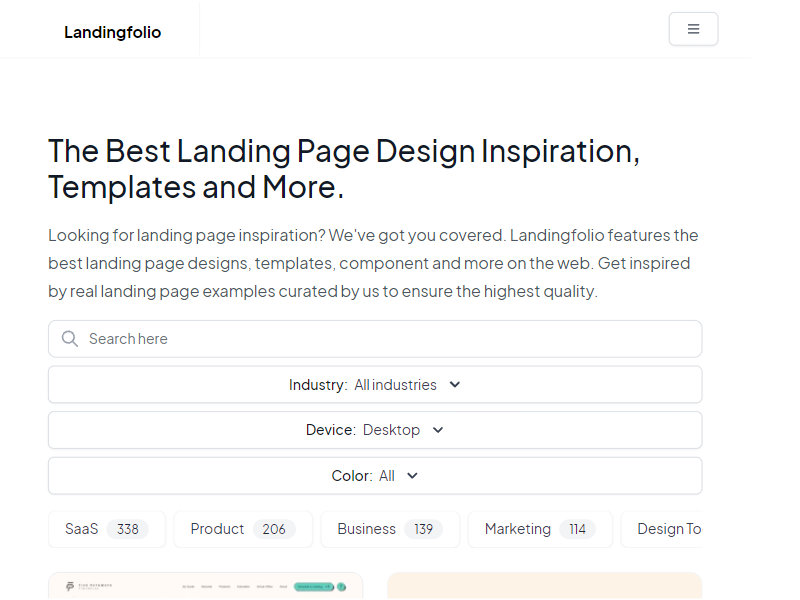 Landingfolio
The Best Landing Page Design Inspiration,
Templates and More.
Looking for landing page inspiration? We've got you covered. Landingfolio features the
best landing page designs, templates, component and more on the web. Get inspired
by real landing page examples curated by us to ensure the highest quality.
Search here
Industry: All industries
Device: Desktop
Color: All
SaaS 338 Product 206 Business 139 Marketing 114 Design To